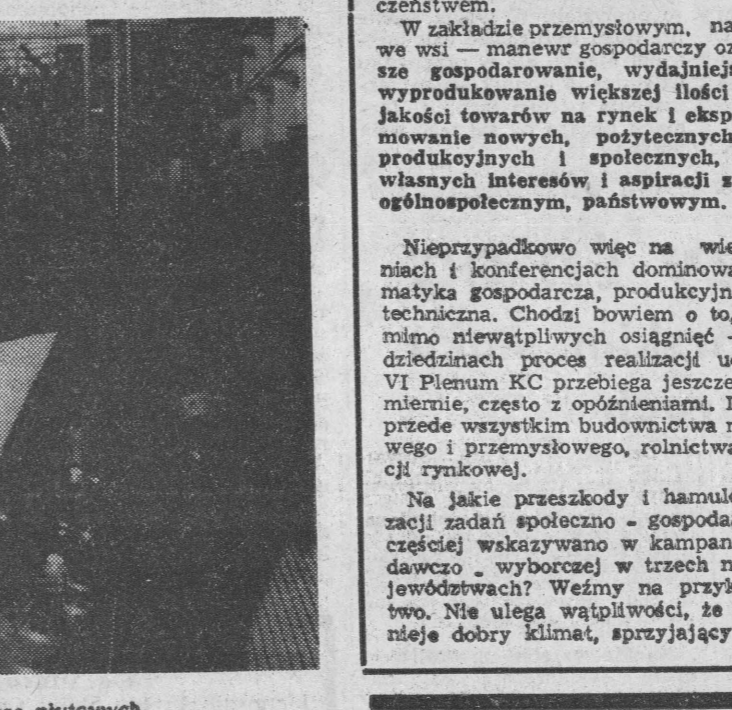 czeństwem.
W zakładzie przemysłowym, na
we wsi — manewr gospodarczy oz
sze gospodarowanie, wydajniejs
wyprodukowanie większej ilości
jakości towarów na rynek i eksp
mowanie nowych, pożytecznych
produkcyjnych i społecznych,
własnych interesów i aspiracji z
ogólnospołecznym, państwowym.
Nieprzypadkowo więc na wie
niach i konferencjach dominowa
matyka gospodarcza, produkcyjn
techniczna. Chodzi bowiem o to,
mimo niewątpliwych osiągnięć -
dziedzinach proces realizacji u
VI Plenum KC przebiega jeszcze
miernie, często z opóźnieniami. I
przede wszystkim budownictwa
wego i przemysłowego, rolnictwa
cji rynkowej.
Na jakie przeszkody i hamulc
zacji zadań społeczno - gospoda
częściej wskazywano w kampan
dawczo - wyborczej w trzech n
jewództwach? Weźmy na przyk
two. Nie ulega wątpliwości, że
nieje dobry klimat, sprzyjający
płytowych